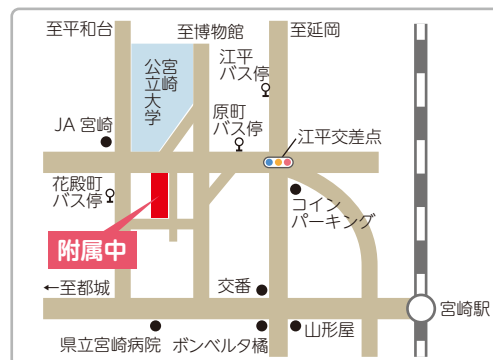 至平和台
至博物館
至延岡
宮崎
公立大学
江平
バス停
JA 宮崎
原町
バス停
江平交差点
花殿町
バス停
コイン
パーキング
附属中
←至都城
交番
宮崎駅
県立宮崎病院
ボンベルタ橘
山形屋